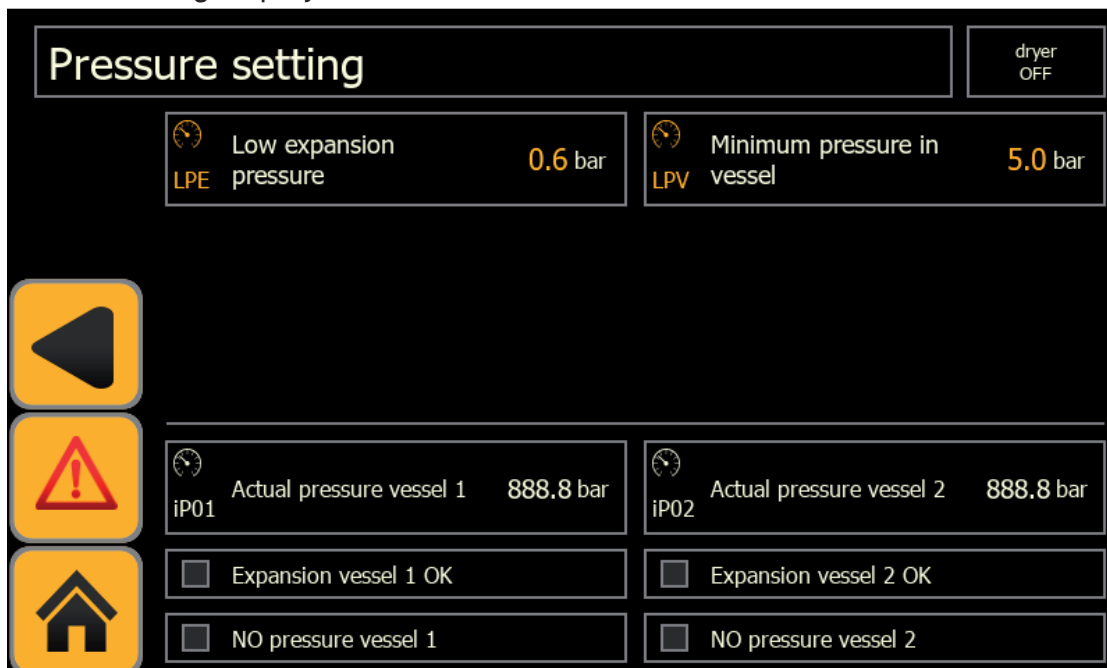 Pressure setting
dryer
OFF
LPE
Low expansion
pressure
0.6 bar
LPV
Minimum pressure in
vessel
5.0 bar
iP01
Actual pressure vessel 1
888.8 bar
iP02
Actual pressure vessel 2
888.8 bar
Expansion vessel 1 OK
Expansion vessel 2 OK
NO pressure vessel 1
NO pressure vessel 2